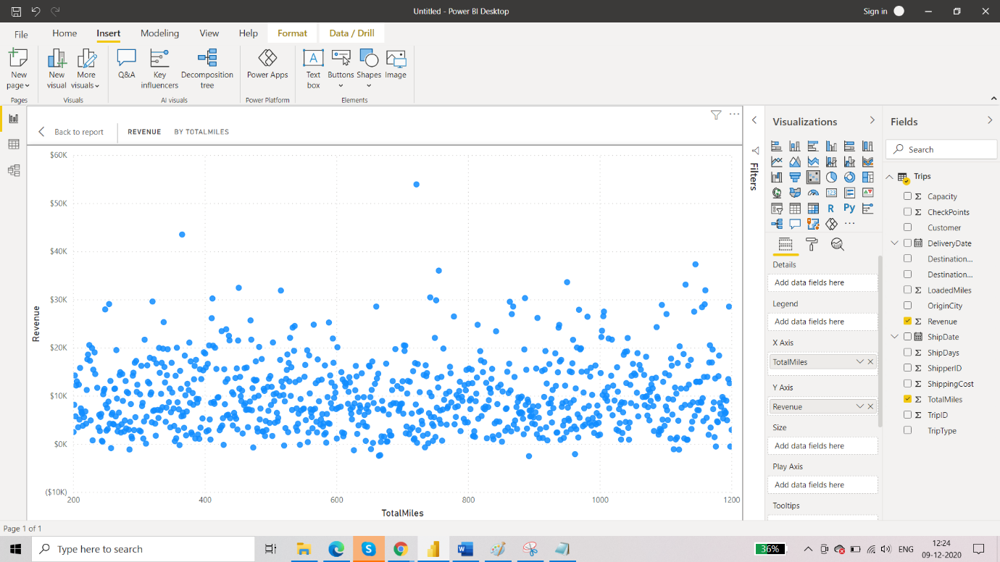 Untitled - Power BI Desktop
Sign in
File
Home
Insert
Modeling
View
Help
Format
Data / Drill
New page
New visual
More visuals
Q&A
Key influencers
Decomposition tree
Power Apps
Text box
Buttons
Shapes
Image
Pages
Visuals
AI visuals
Power Platform
Elements
Back to report
REVENUE
BY TOTALMILES
$60K
$50K
$40K
$30K
$20K
$10K
$0K
($10K)
Revenue
200
400
600
800
1000
1200
TotalMiles
Filters
Visualizations
123
R
Py
Details
Add data fields here
Legend
Add data fields here
X Axis
TotalMiles
Y Axis
Revenue
Size
Add data fields here
Play Axis
Add data fields here
Tooltips
Fields
Search
Trips
Capacity
CheckPoints
Customer
DeliveryDate
Destination...
Destination...
LoadedMiles
OriginCity
Revenue
ShipDate
ShipDays
ShipperID
ShippingCost
TotalMiles
TripID
TripType
Page 1 of 1
Type here to search
36%
ENG
12:24
09-12-2020